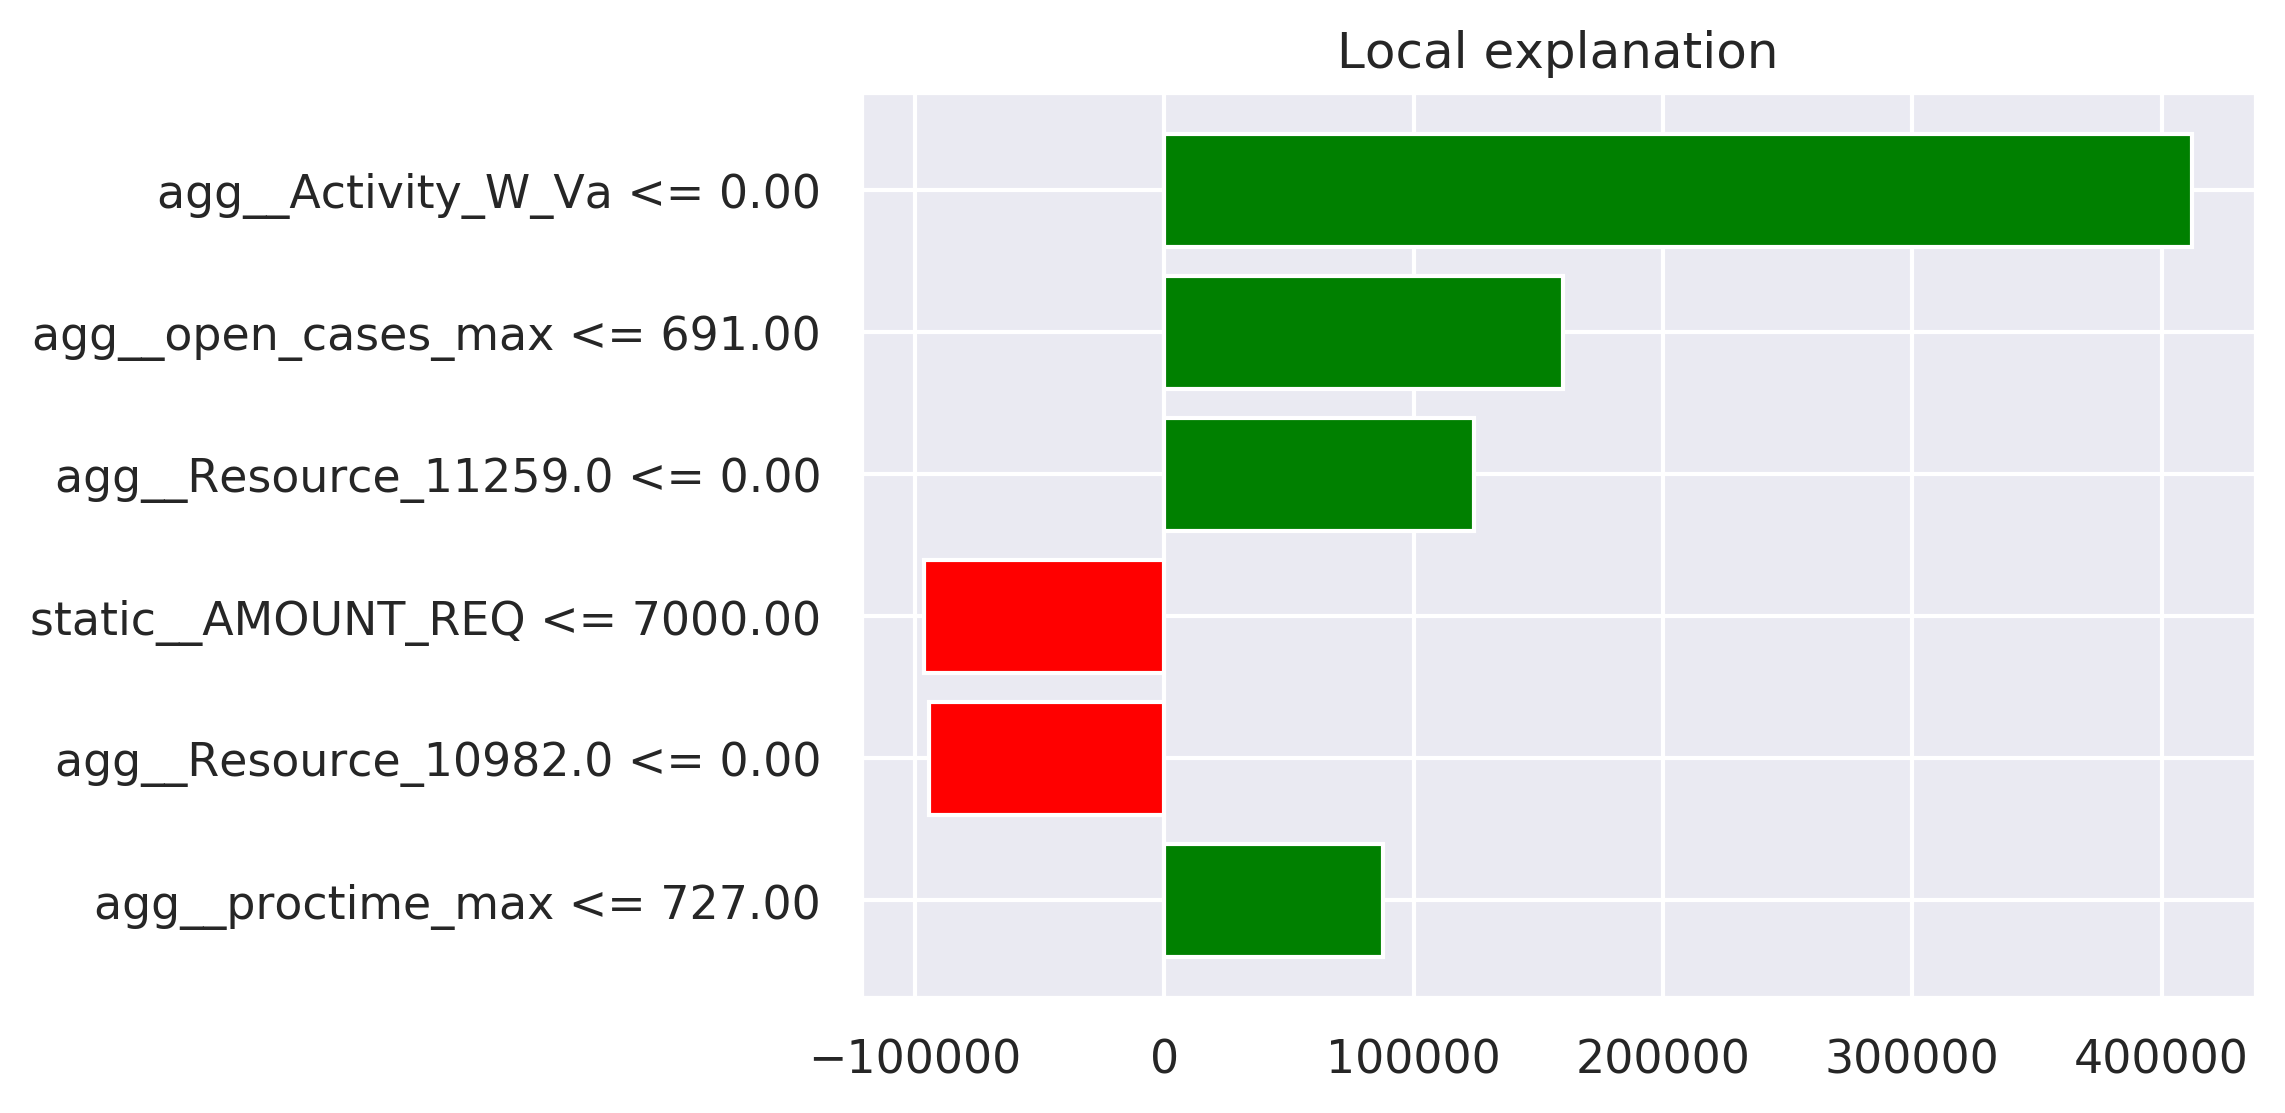 Local explanation
agg__Activity_W_Va <= 0.00
agg__open_cases_max <= 691.00
agg__Resource_11259.0 <= 0.00
static__AMOUNT_REQ <= 7000.00
agg__Resource_10982.0 <= 0.00
agg__proctime_max <= 727.00
−100000 0 100000 200000 300000 400000